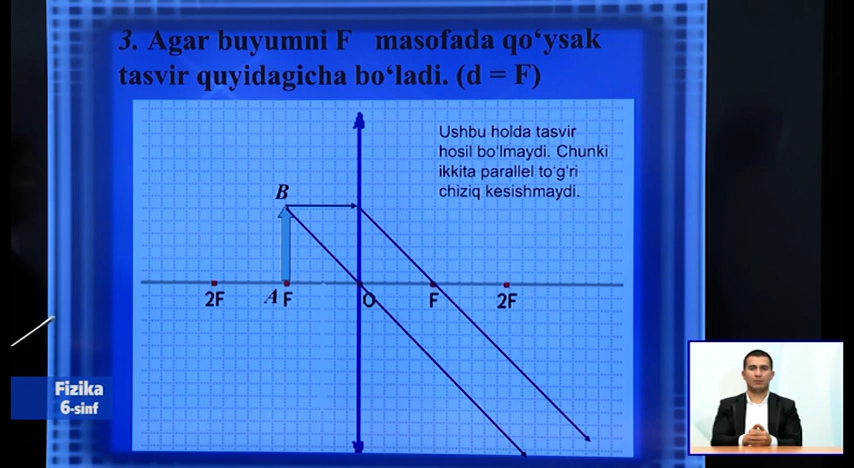 3. Agar buyumni F masofada qo‘ysak
tasvir quyidagicha bo‘ladi. (d = F)
Ushbu holda tasvir
hosil bo'lmaydi. Chunki
ikkita parallel to'g'ri
chiziq kesishmaydi.
B
2F A F O F 2F
Fizika
6-sinf